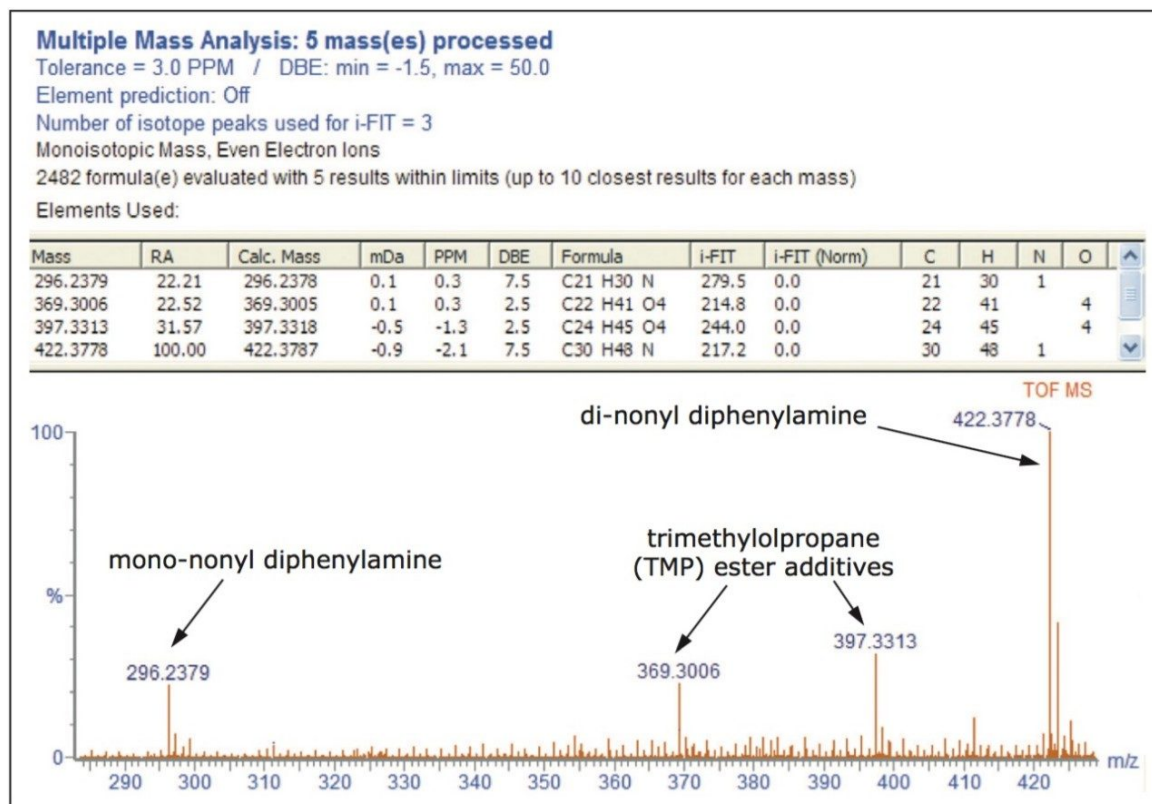 Multiple Mass Analysis: 5 mass(es) processed
Tolerance = 3.0 PPM / DBE: min = -1.5, max = 50.0
Element prediction: Off
Number of isotope peaks used for i-FIT = 3
Monoisotopic Mass, Even Electron Ions
2482 formula(e) evaluated with 5 results within limits (up to 10 closest results for each mass)
Elements Used:
Mass RA Calc. Mass mDa PPM DBE Formula i-FIT i-FIT (Norm) C H N O
296.2379 22.21 296.2378 0.1 0.3 7.5 C21 H30 N 279.5 0.0 21 30 1
369.3006 22.52 369.3005 0.1 0.3 2.5 C22 H41 O4 214.8 0.0 22 41 4
397.3313 31.57 397.3318 -0.5 -1.3 2.5 C24 H45 O4 244.0 0.0 24 45 4
422.3778 100.00 422.3787 -0.9 -2.1 7.5 C30 H48 N 217.2 0.0 30 48 1
TOF MS
di-nonyl diphenylamine
422.3778
100
trimethylolpropane
(TMP) ester additives
mono-nonyl diphenylamine
%
397.3313
296.2379
369.3006
0
m/z
290 300 310 320 330 340 350 360 370 380 390 400 410 420